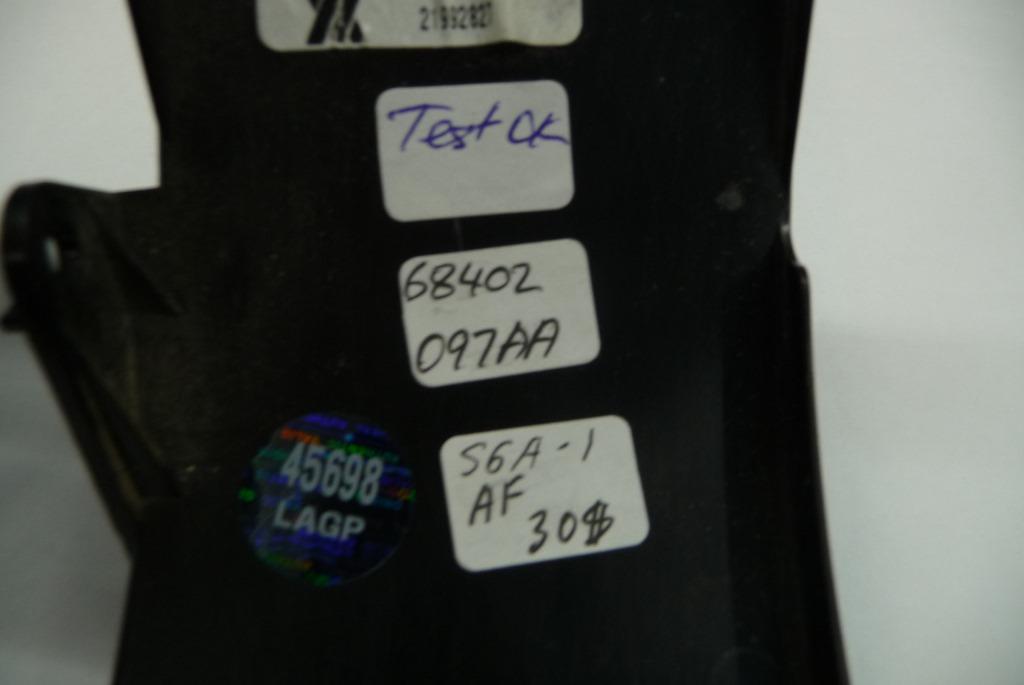 21992827
Test OK
68402
097AA
45698
LAGP
S6A-1
AF
30$